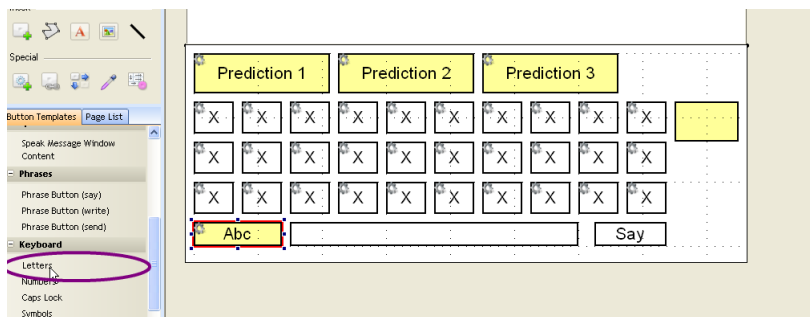 Special
Button Templates Page List
Speak Message Window
Content
Phrases
Phrase Button (say)
Phrase Button (write)
Phrase Button (send)
Keyboard
Letters
Numbers
Caps Lock
Symbols
A
Prediction 1 Prediction 2 Prediction 3
X X X X X X X X X X
X X X X X X X X X X
X X X X X X X X X X
Abc Say